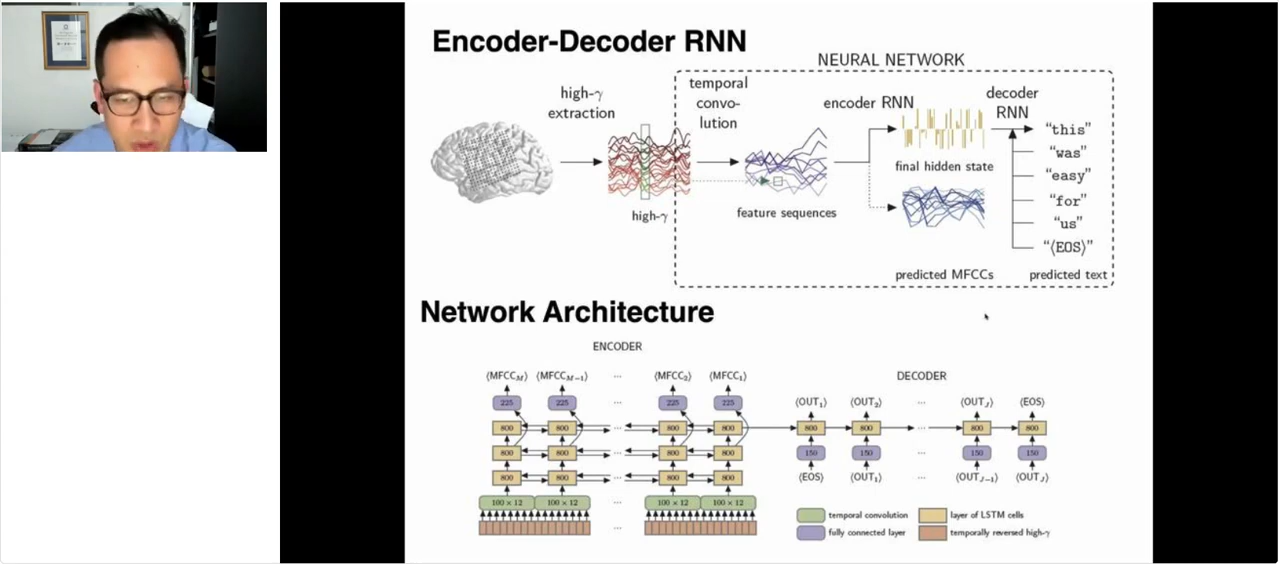 Encoder-Decoder RNN
NEURAL NETWORK
high-γ
extraction
temporal
convo-
lution
encoder RNN
decoder
RNN
final hidden state
high-γ
feature sequences
predicted MFCCs
predicted text
"this"
"was"
"easy"
"for"
"us"
"⟨EOS⟩"
Network Architecture
ENCODER
⟨MFCC_M⟩ ⟨MFCC_{M−1}⟩ ... ⟨MFCC_2⟩ ⟨MFCC_1⟩
225 225 ... 225 225
800 800 ... 800 800
800 800 ... 800 800
800 800 ... 800 800
100 × 12 100 × 12 ... 100 × 12 100 × 12
...
DECODER
⟨OUT_1⟩ ⟨OUT_2⟩ ... ⟨OUT_J⟩ ⟨EOS⟩
800 800 ... 800 800
150 150 ... 150 150
⟨EOS⟩ ⟨OUT_1⟩ ... ⟨OUT_{J−1}⟩ ⟨OUT_J⟩
temporal convolution
layer of LSTM cells
fully connected layer
temporally reversed high-γ